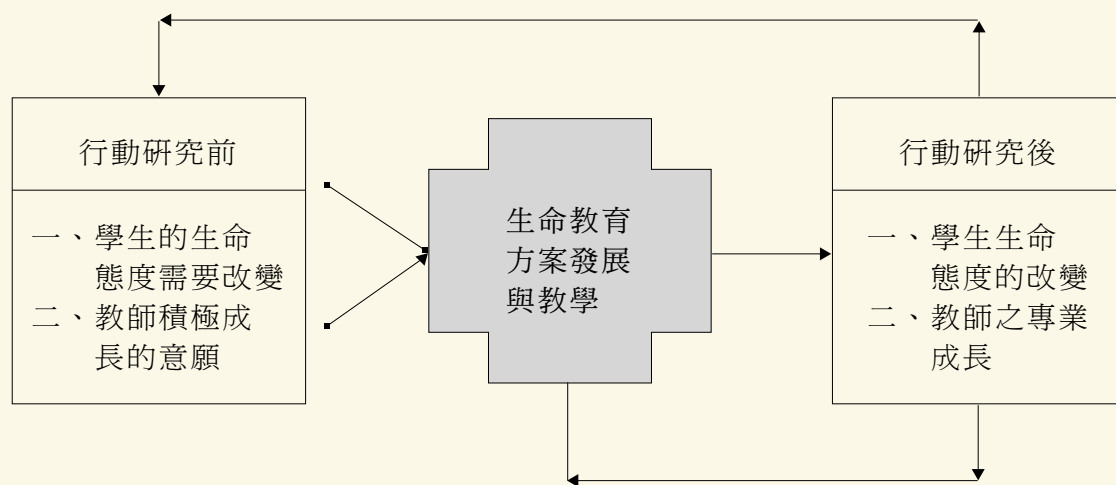 行動研究前
一、學生的生命
態度需要改變
二、教師積極成
長的意願
生命教育
方案發展
與教學
行動研究後
一、學生生命
態度的改變
二、教師之專業
成長